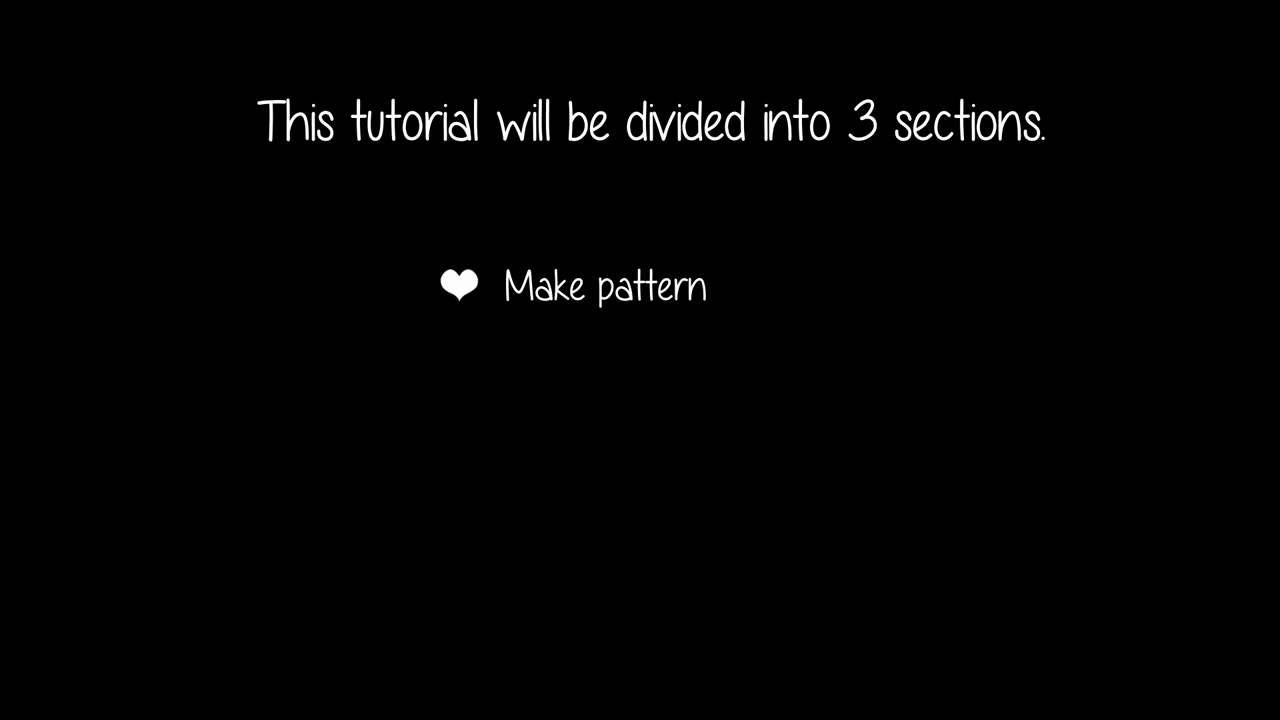 This tutorial will be divided into 3 sections.
❤ Make pattern